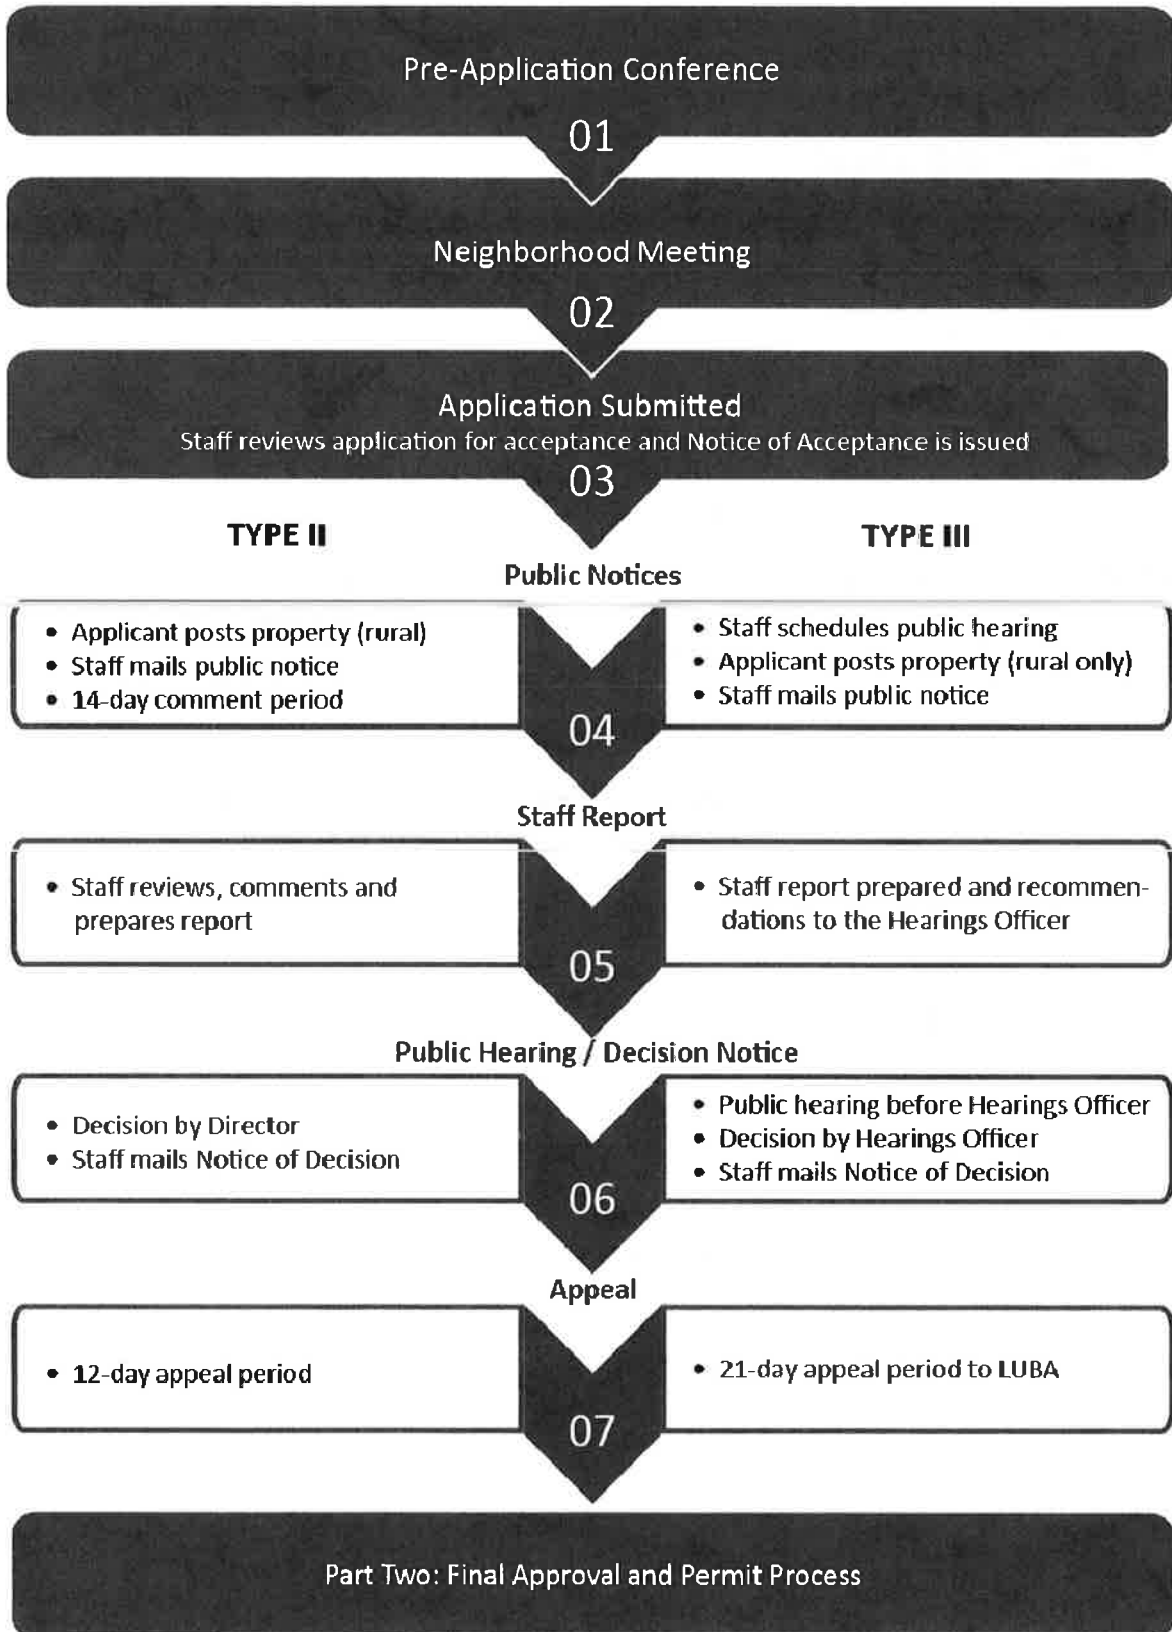 Pre-Application Conference
01
Neighborhood Meeting
02
Application Submitted
Staff reviews application for acceptance and Notice of Acceptance is issued
03
TYPE II
TYPE III
Public Notices
• Applicant posts property (rural)
• Staff mails public notice
• 14-day comment period
04
• Staff schedules public hearing
• Applicant posts property (rural only)
• Staff mails public notice
Staff Report
• Staff reviews, comments and
prepares report
05
• Staff report prepared and recommen-
dations to the Hearings Officer
Public Hearing / Decision Notice
• Decision by Director
• Staff mails Notice of Decision
06
• Public hearing before Hearings Officer
• Decision by Hearings Officer
• Staff mails Notice of Decision
Appeal
• 12-day appeal period
07
• 21-day appeal period to LUBA
Part Two: Final Approval and Permit Process